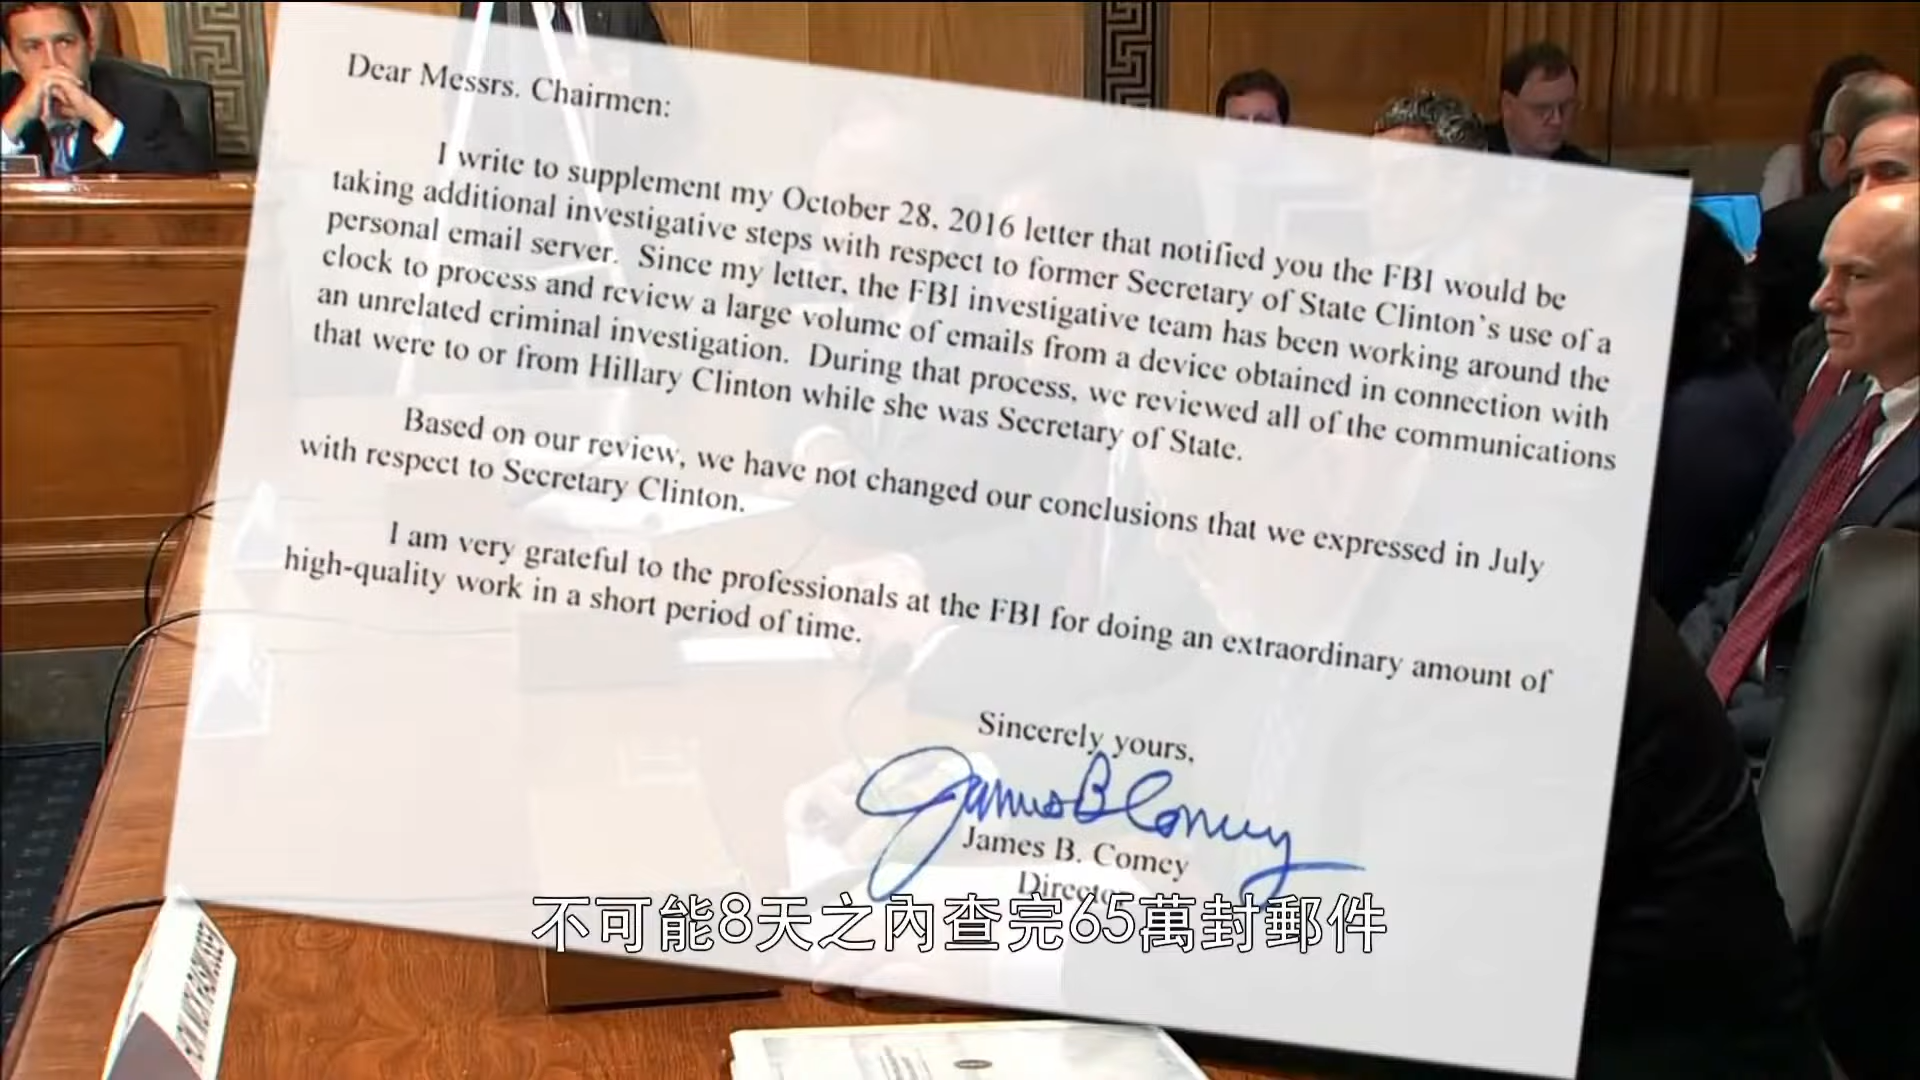 Dear Messrs. Chairmen:
I write to supplement my October 28, 2016 letter that notified you the FBI would be
taking additional investigative steps with respect to former Secretary of State Clinton's use of a
personal email server. Since my letter, the FBI investigative team has been working around the
clock to process and review a large volume of emails from a device obtained in connection with
an unrelated criminal investigation. During that process, we reviewed all of the communications
that were to or from Hillary Clinton while she was Secretary of State.
Based on our review, we have not changed our conclusions that we expressed in July
with respect to Secretary Clinton.
I am very grateful to the professionals at the FBI for doing an extraordinary amount of
high-quality work in a short period of time.
Sincerely yours,
James B Comey
James B. Comey
Director
不可能8天之內查完65萬封郵件